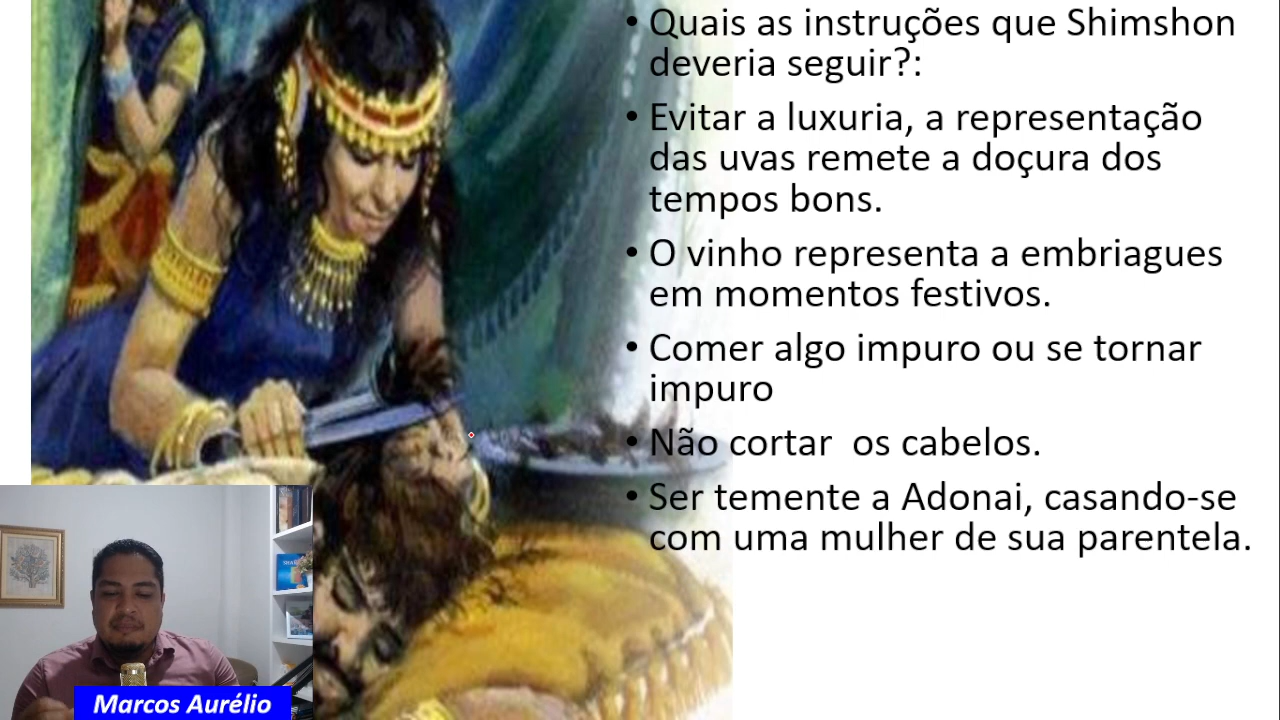 • Quais as instruções que Shimshon
deveria seguir?:
• Evitar a luxuria, a representação
das uvas remete a doçura dos
tempos bons.
• O vinho representa a embriagues
em momentos festivos.
• Comer algo impuro ou se tornar
impuro
• Não cortar  os cabelos.
• Ser temente a Adonai, casando-se
com uma mulher de sua parentela.
Marcos Aurélio